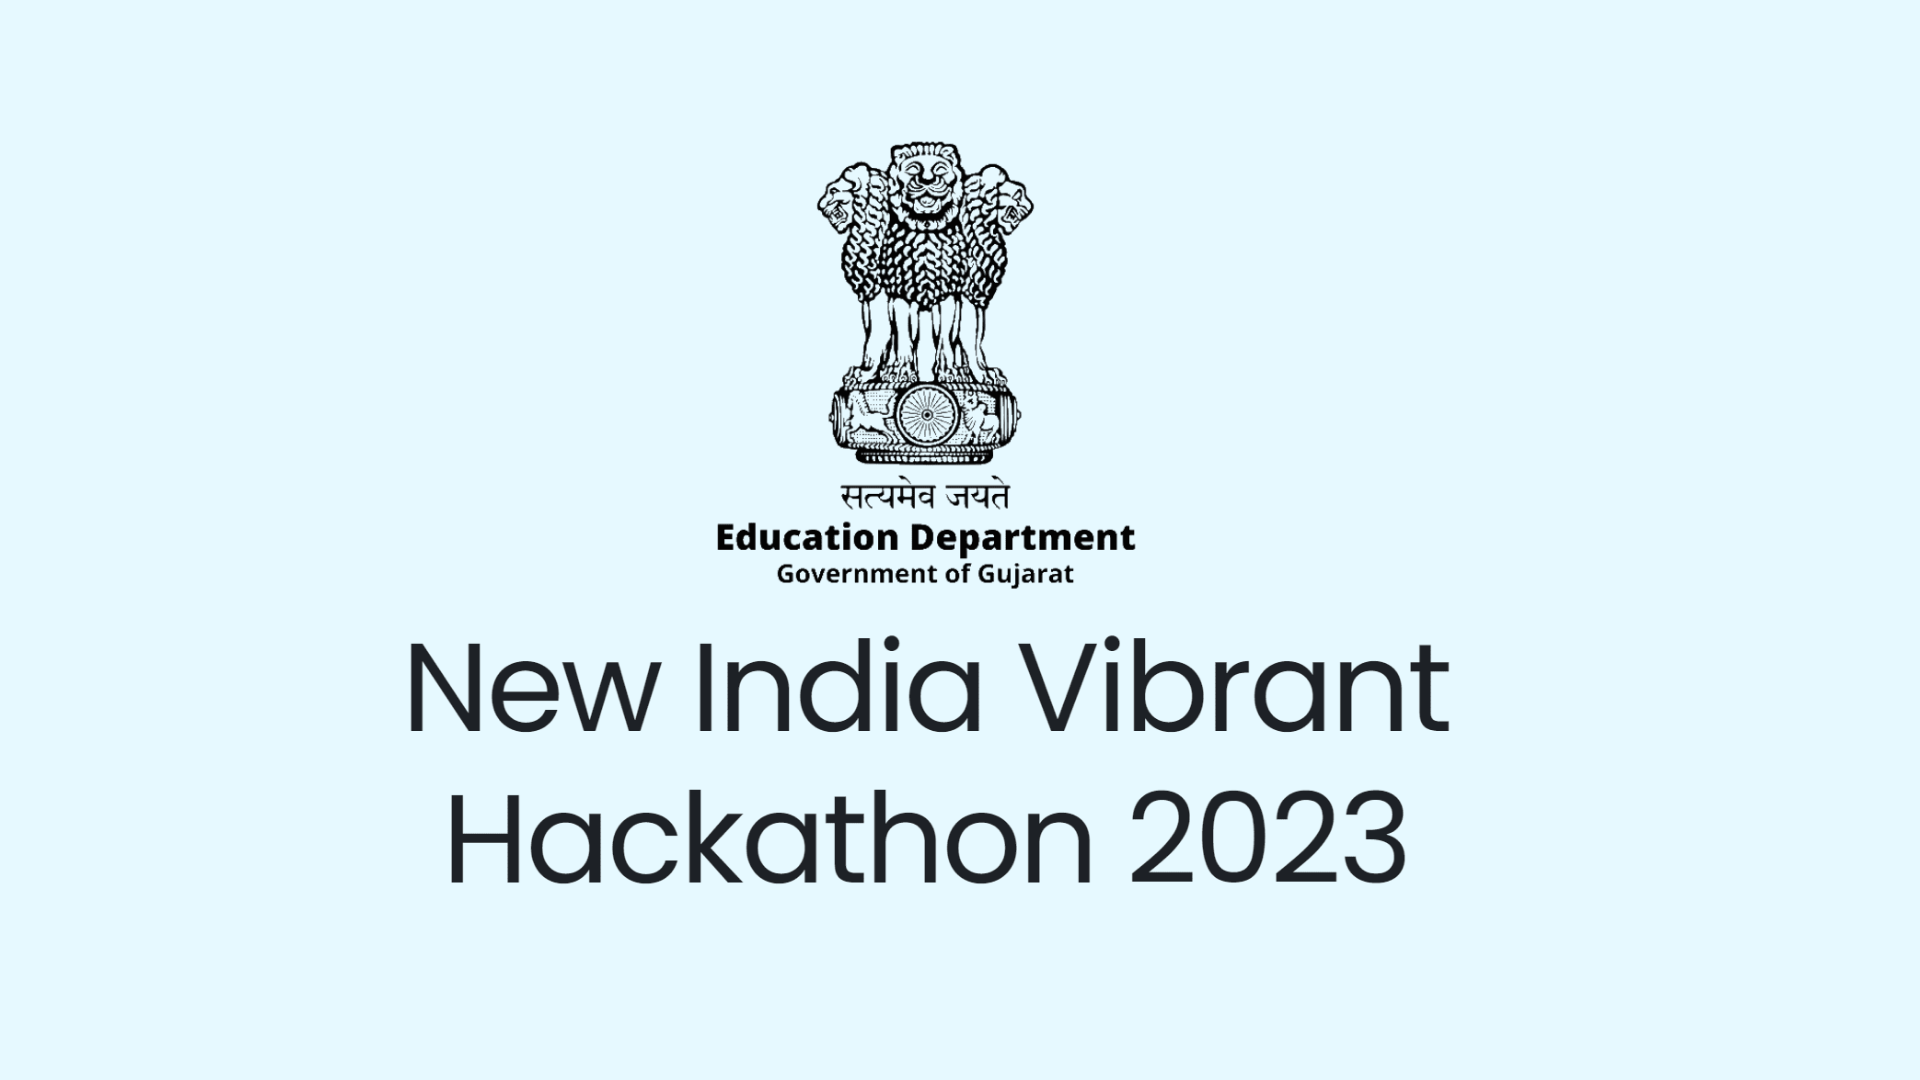 सत्यमेव जयते
Education Department
Government of Gujarat
New India Vibrant
Hackathon 2023